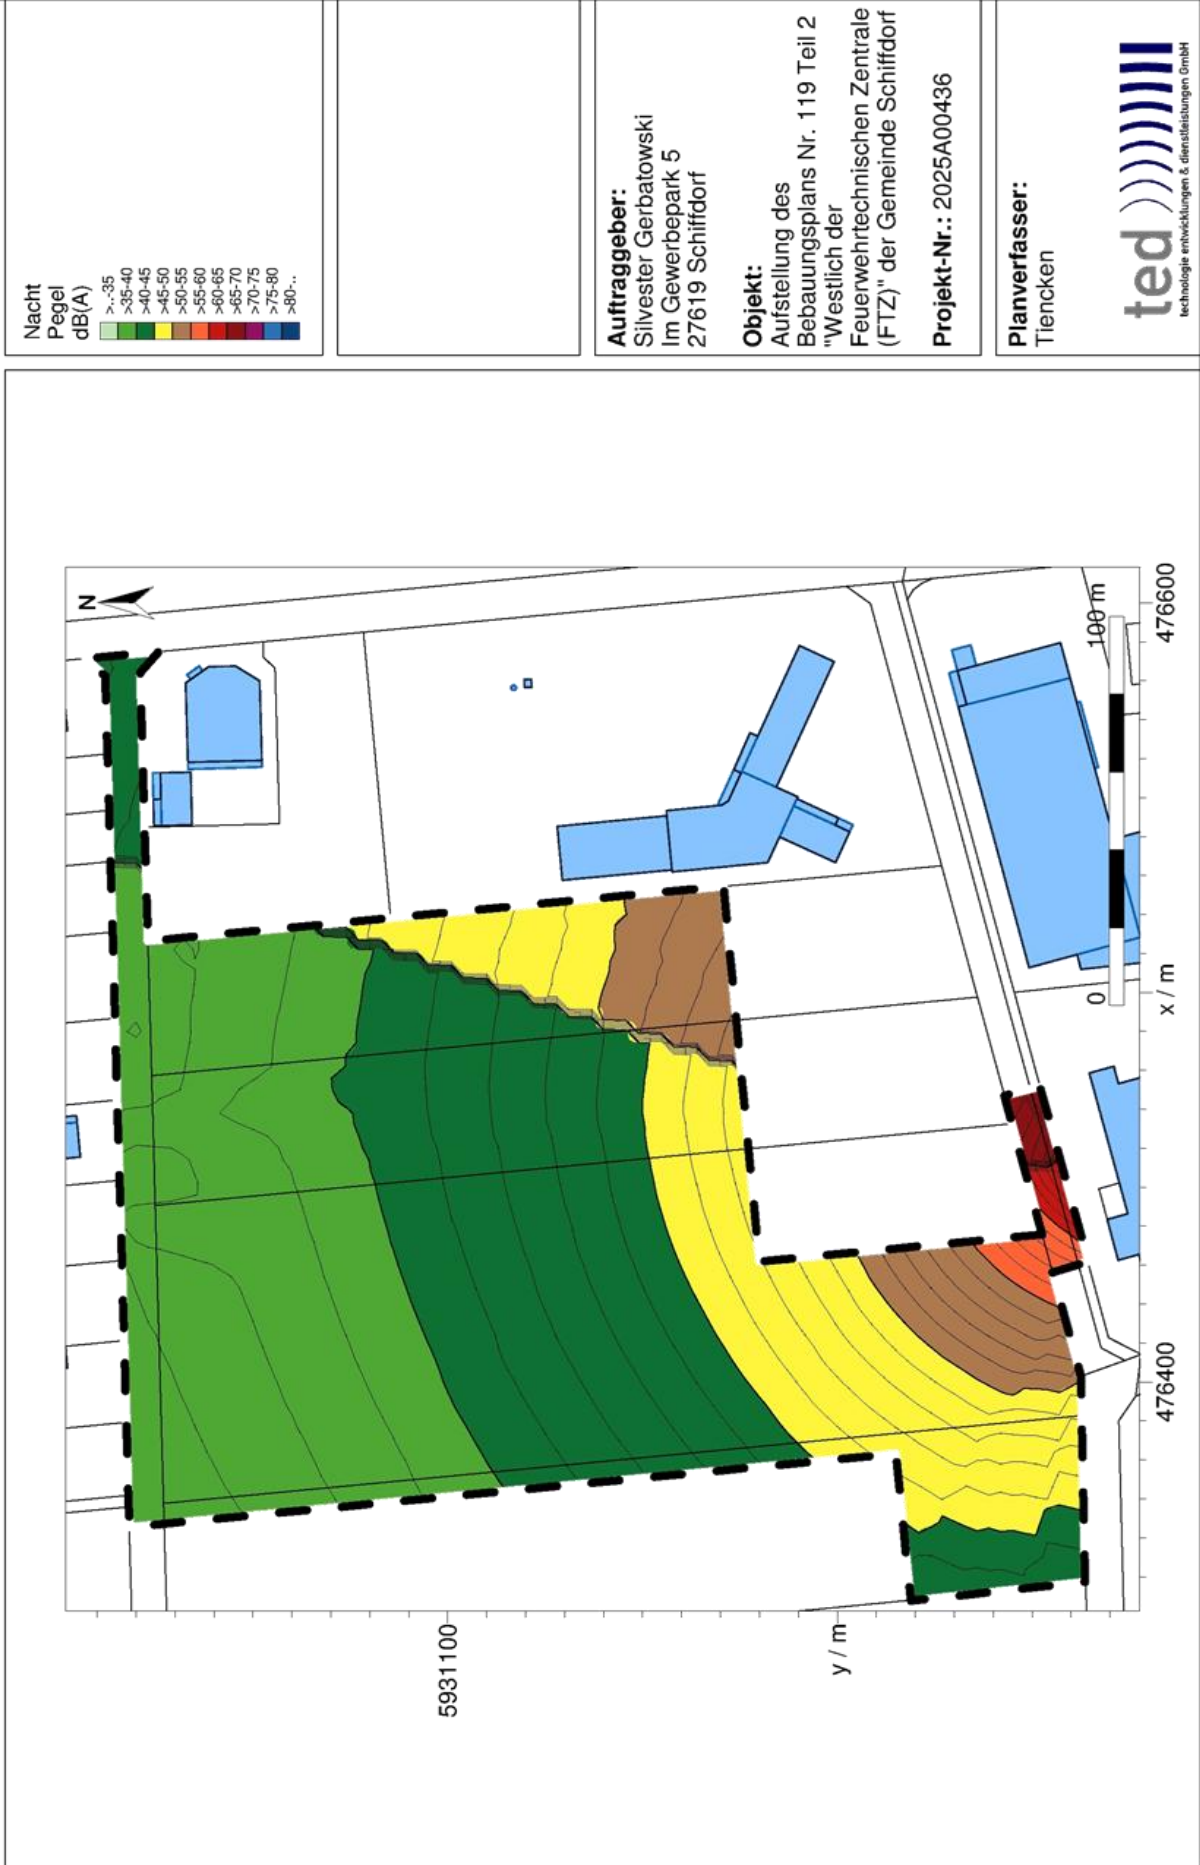 Nacht
Pegel
dB(A)
>..-35
>35-40
>40-45
>45-50
>50-55
>55-60
>60-65
>65-70
>70-75
>75-80
>80-..
Auftraggeber:
Silvester Gerbatowski
Im Gewerbepark 5
27619 Schiffdorf
Objekt:
Aufstellung des
Bebauungsplans Nr. 119 Teil 2
"Westlich der
Feuerwehrtechnischen Zentrale
(FTZ)" der Gemeinde Schiffdorf
Projekt-Nr.: 2025A00436
Planverfasser:
Tiencken
ted
technologie entwicklungen & dienstleistungen GmbH
N
5931100
y / m
0
100 m
476400
x / m
476600